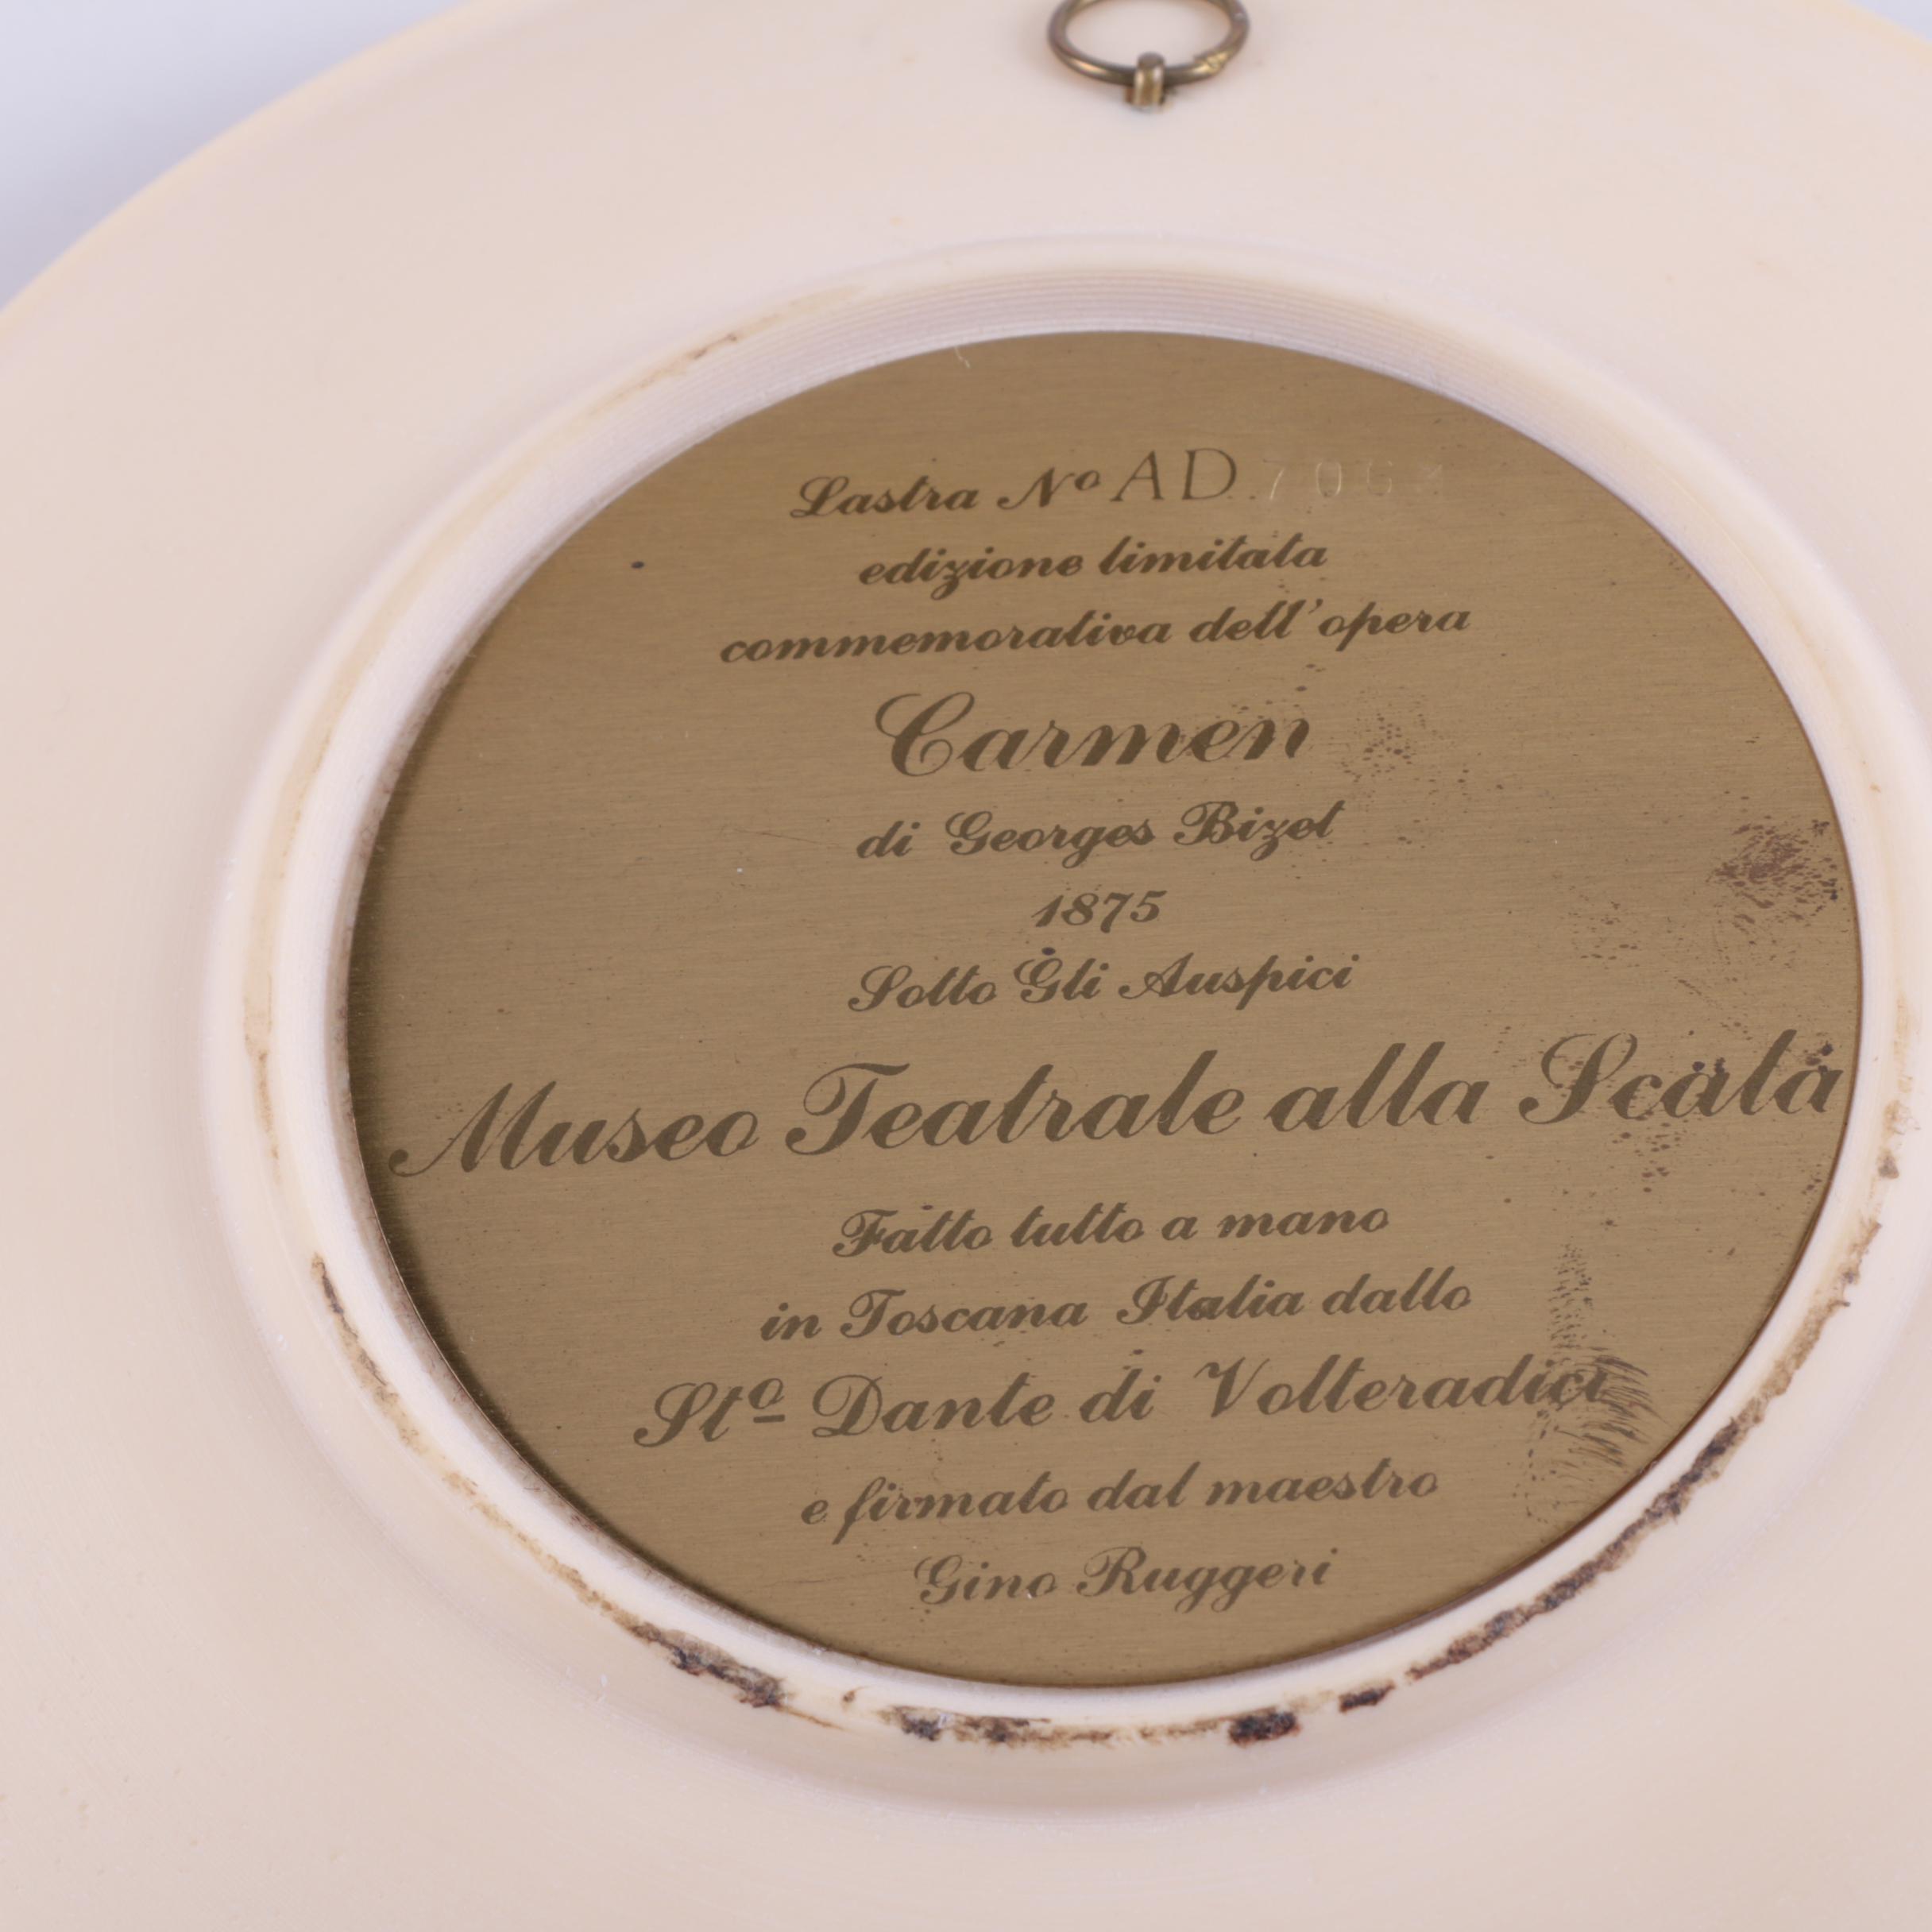 Lastra Nº AD
edizione limitata
commemorativa dell'opera
Carmen
di Georges Bizet
1875
Sotto Gli Auspici
Museo Teatrale alla Scala
Fatto tutto a mano
in Toscana Italia dallo
Stº Dante di Volteradici
e firmato dal maestro
Gino Ruggeri